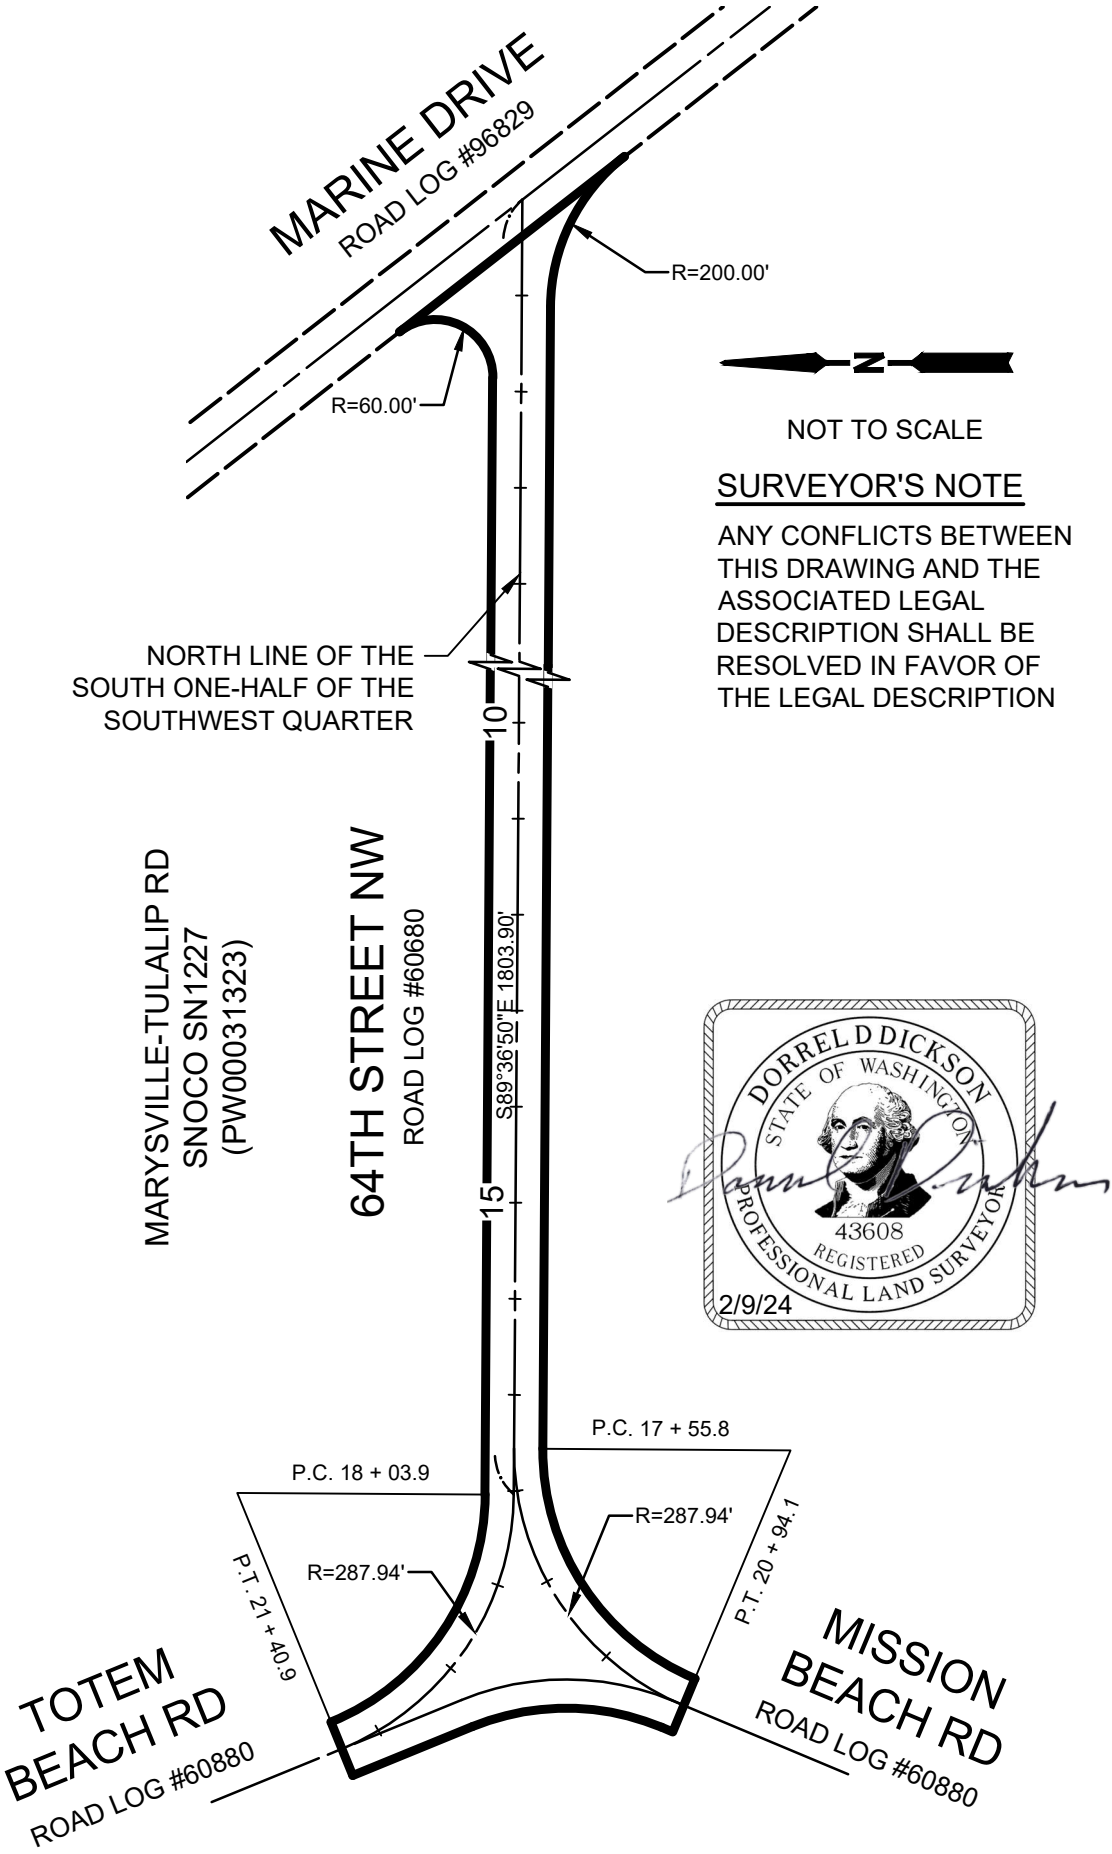 MARINE DRIVE
ROAD LOG #96829
R=200.00'
R=60.00'
N
NOT TO SCALE
SURVEYOR'S NOTE
ANY CONFLICTS BETWEEN
THIS DRAWING AND THE
ASSOCIATED LEGAL
DESCRIPTION SHALL BE
RESOLVED IN FAVOR OF
THE LEGAL DESCRIPTION
NORTH LINE OF THE
SOUTH ONE-HALF OF THE
SOUTHWEST QUARTER
10
MARYSVILLE-TULALIP RD
SNOCO SN1227
(PW00031323)
64TH STREET NW
ROAD LOG #60680
S89°36'50"E 1803.90'
15
DORREL D DICKSON
STATE OF WASHINGTON
43608
REGISTERED
PROFESSIONAL LAND SURVEYOR
2/9/24
P.C. 17 + 55.8
P.C. 18 + 03.9
R=287.94'
R=287.94'
P.T. 20 + 94.1
P.T. 21 + 40.9
TOTEM
BEACH RD
ROAD LOG #60880
MISSION
BEACH RD
ROAD LOG #60880